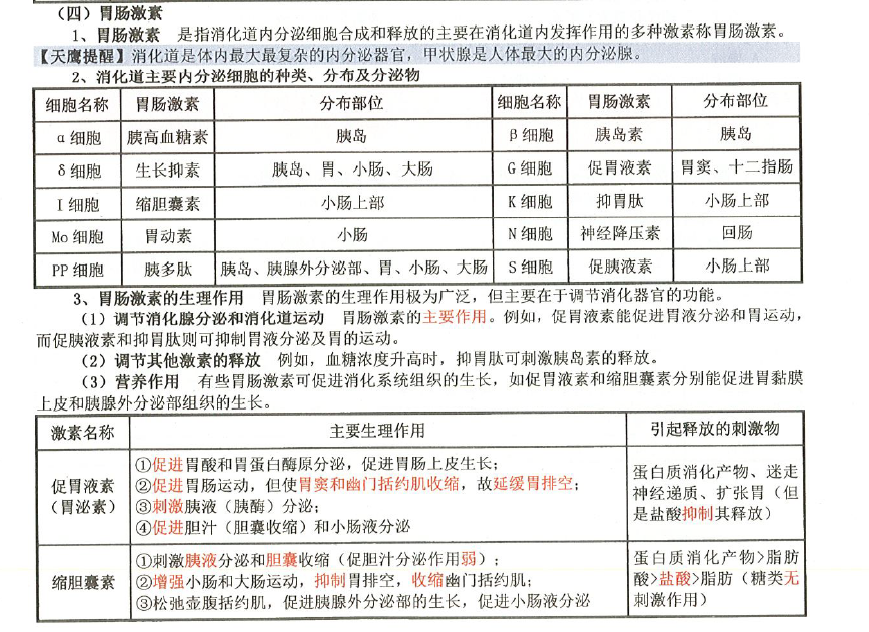 （四）胃肠激素
1、胃肠激素　是指消化道内分泌细胞合成和释放的主要在消化道内发挥作用的多种激素称胃肠激素。
【天鹰提醒】消化道是体内最大最复杂的内分泌器官，甲状腺是人体最大的内分泌腺。
2、消化道主要内分泌细胞的种类、分布及分泌物
细胞名称 胃肠激素 分布部位 细胞名称 胃肠激素 分布部位
α细胞 胰高血糖素 胰岛 β细胞 胰岛素 胰岛
δ细胞 生长抑素 胰岛、胃、小肠、大肠 G细胞 促胃液素 胃窦、十二指肠
I细胞 缩胆囊素 小肠上部 K细胞 抑胃肽 小肠上部
Mo细胞 胃动素 小肠 N细胞 神经降压素 回肠
PP细胞 胰多肽 胰岛、胰腺外分泌部、胃、小肠、大肠 S细胞 促胰液素 小肠上部
3、胃肠激素的生理作用　胃肠激素的生理作用极为广泛，但主要在于调节消化器官的功能。
（1）调节消化腺分泌和消化道运动　胃肠激素的主要作用。例如，促胃液素能促进胃液分泌和胃运动，
而促胰液素和抑胃肽则可抑制胃液分泌及胃的运动。
（2）调节其他激素的释放　例如，血糖浓度升高时，抑胃肽可刺激胰岛素的释放。
（3）营养作用　有些胃肠激素可促进消化系统组织的生长，如促胃液素和缩胆囊素分别能促进胃黏膜
上皮和胰腺外分泌部组织的生长。
激素名称 主要生理作用 引起释放的刺激物
促胃液素
（胃泌素）
①促进胃酸和胃蛋白酶原分泌，促进胃肠上皮生长；
②促进胃肠运动，但使胃窦和幽门括约肌收缩，故延缓胃排空；
③刺激胰液（胰酶）分泌；
④促进胆汁（胆囊收缩）和小肠液分泌
蛋白质消化产物、迷走
神经递质、扩张胃（但
是盐酸抑制其释放）
缩胆囊素
①刺激胰液分泌和胆囊收缩（促胆汁分泌作用弱）；
②增强小肠和大肠运动，抑制胃排空，收缩幽门括约肌；
③松弛壶腹括约肌，促进胰腺外分泌部的生长，促进小肠液分泌
蛋白质消化产物>脂肪
酸>盐酸>脂肪（糖类无
刺激作用）